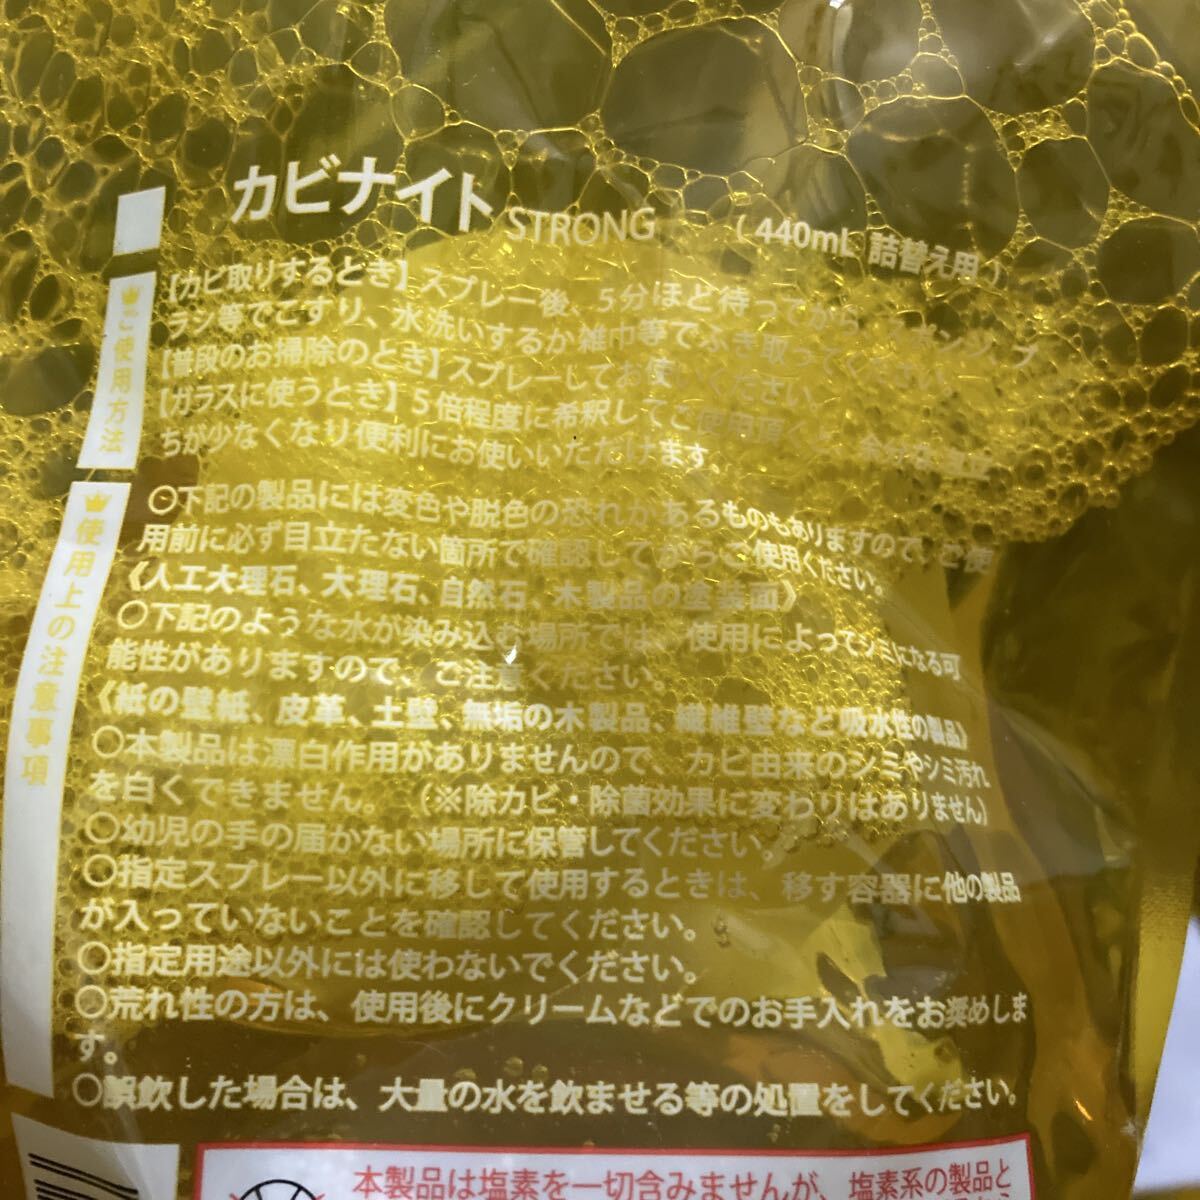 カビナイト STRONG （440mL 詰替え用）
ご使用方法
【カビ取りするとき】スプレー後、5分ほど待ってからスポンジ、ブ
ラシ等でこすり、水洗いするか雑巾等でふき取ってください。
【普段のお掃除のとき】スプレーしてお使いください。
【ガラスに使うとき】5倍程度に希釈してご使用頂くと、余分な泡立
ちが少なくなり便利にお使いいただけます。
使用上の注意事項
○下記の製品には変色や脱色の恐れがあるものもありますので、ご使
用前に必ず目立たない箇所で確認してからご使用ください。
《人工大理石、大理石、自然石、木製品の塗装面》
○下記のような水が染み込む場所では、使用によってシミになる可
能性がありますので、ご注意ください。
《紙の壁紙、皮革、土壁、無垢の木製品、繊維壁など吸水性の製品》
○本製品は漂白作用がありませんので、カビ由来のシミやシミ汚れ
を白くできません。（※除カビ・除菌効果に変わりはありません）
○幼児の手の届かない場所に保管してください。
○指定スプレー以外に移して使用するときは、移す容器に他の製品
が入っていないことを確認してください。
○指定用途以外には使わないでください。
○荒れ性の方は、使用後にクリームなどでのお手入れをお奨めしま
す。
○誤飲した場合は、大量の水を飲ませる等の処置をしてください。
本製品は塩素を一切含みませんが、塩素系の製品と